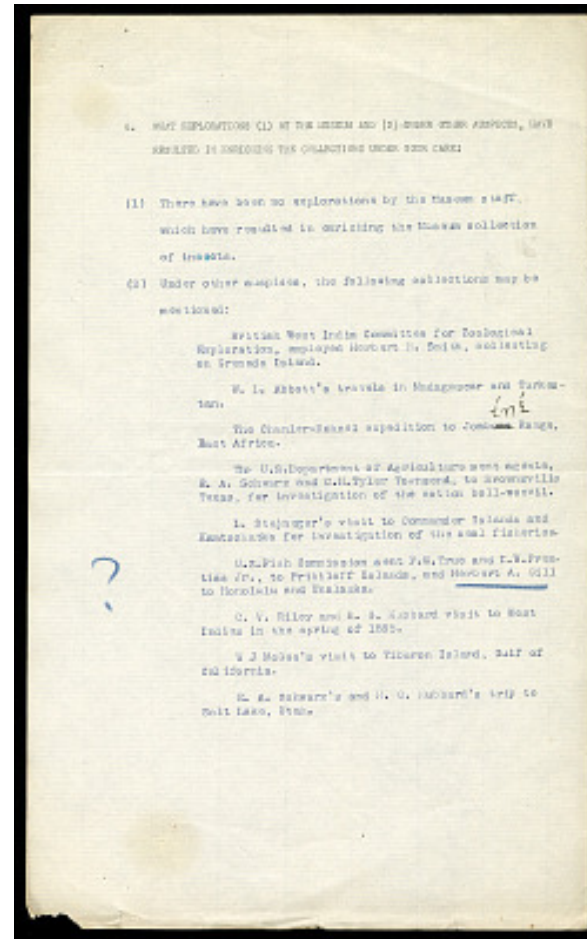 4. WHAT EXPLORATIONS (1) BY THE MUSEUM AND (2) UNDER OTHER AUSPICES, HAVE
RESULTED IN ENRICHING THE COLLECTIONS UNDER YOUR CARE:
(1) There have been no explorations by the Museum staff,
which have resulted in enriching the Museum collection
of insects.
(2) Under other auspices, the following collections may be
mentioned:
British West India Committee for Zoological
Exploration, employed Herbert H. Smith, collecting
on Grenada Island.
W. L. Abbott's travels in Madagascar and Turkes-
tan.
The Chanler-Hohnel expedition to Range,
East Africa.
The U.S.Department of Agriculture sent agents,
E. A. Schwarz and C.H.Tyler Townsend, to Brownsville
Texas, for investigation of the cotton boll-weevil.
L. Stejneger's visit to Commander Islands and
Kamtschatka for investigation of the seal fisheries.
U.S.Fish Commission sent F.W.True and D.W.Pren-
tiss Jr., to Pribilof Islands, and Herbert A. Gill
to Honolulu and Unalaska.
?
C. V. Riley and H. G. Hubbard visit to West
Indies in the spring of
W J McGee's visit to Tiburon Island, Gulf of
California.
E. A. Schwarz's and H. G. Hubbard's trip to
Salt Lake, Utah.